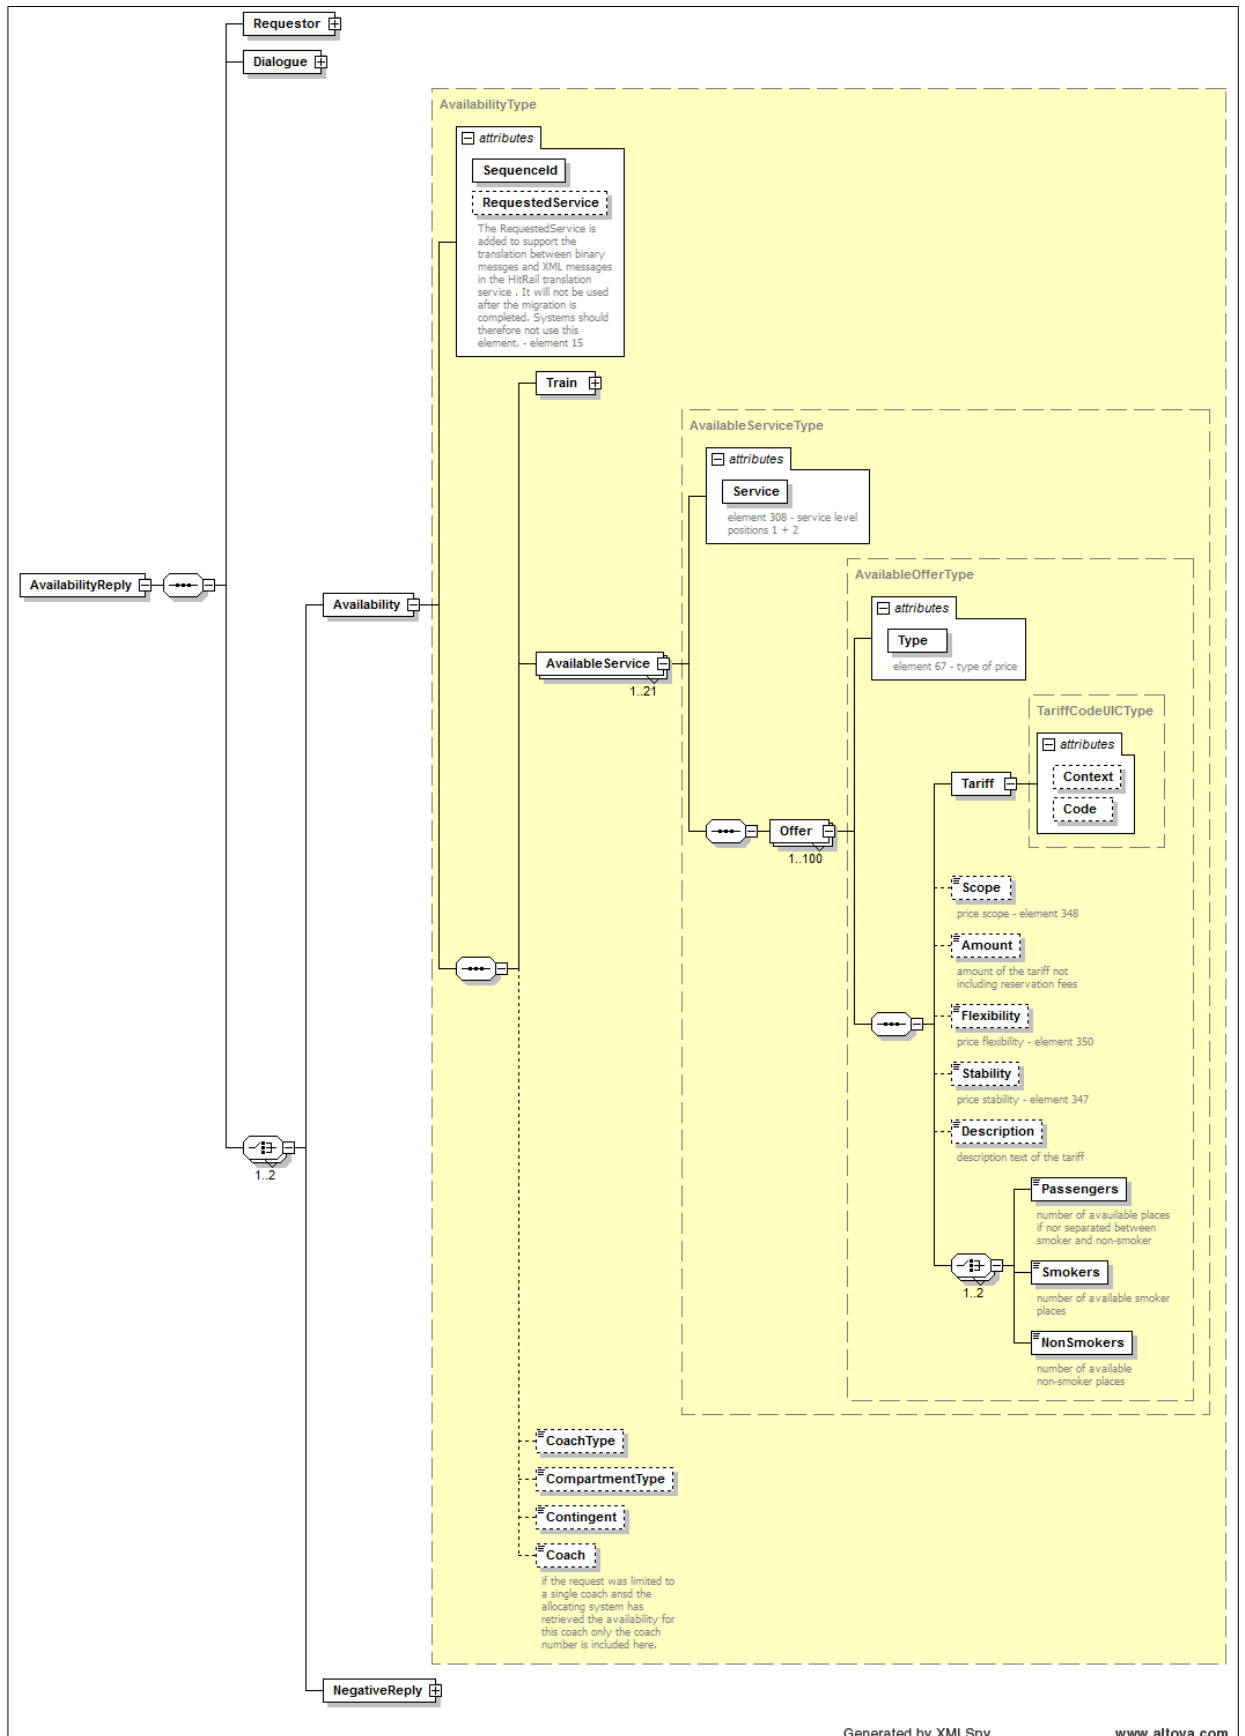 Requestor
Dialogue
AvailabilityType
attributes
SequenceId
RequestedService
The RequestedService is
added to support the
translation between binary
messges and XML messages
in the HitRail translation
service . It will not be used
after the migration is
completed. Systems should
therefore not use this
element. - element 15
Train
AvailableServiceType
attributes
Service
element 308 - service level
positions 1 + 2
AvailableOfferType
AvailabilityReply
Availability
attributes
Type
element 67 - type of price
AvailableService
1..21
TariffCodeUICType
attributes
Context
Code
Tariff
Offer
1..100
Scope
price scope - element 348
Amount
amount of the tariff not
including reservation fees
Flexibility
price flexibility - element 350
Stability
price stability - element 347
Description
description text of the tariff
1..2
Passengers
number of avauilable places
if nor separated between
smoker and non-smoker
Smokers
number of available smoker
places
1..2
NonSmokers
number of available
non-smoker places
CoachType
CompartmentType
Contingent
Coach
if the request was limited to
a single coach ansd the
allocating system has
retrieved the availability for
this coach only the coach
number is included here.
NegativeReply
Generated by XMLSpy
www.altova.com